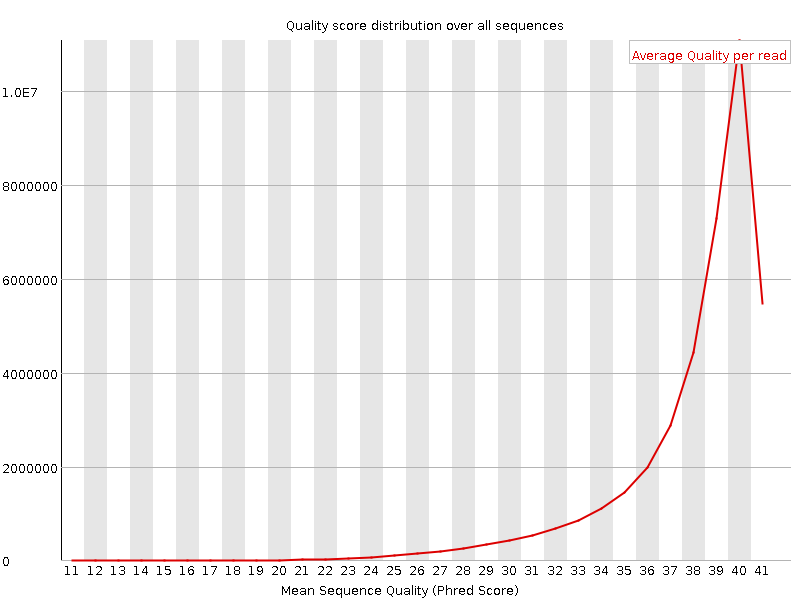 Quality score distribution over all sequences
Average Quality per read
1.0E7
8000000
6000000
4000000
2000000
0
11 12 13 14 15 16 17 18 19 20 21 22 23 24 25 26 27 28 29 30 31 32 33 34 35 36 37 38 39 40 41
Mean Sequence Quality (Phred Score)